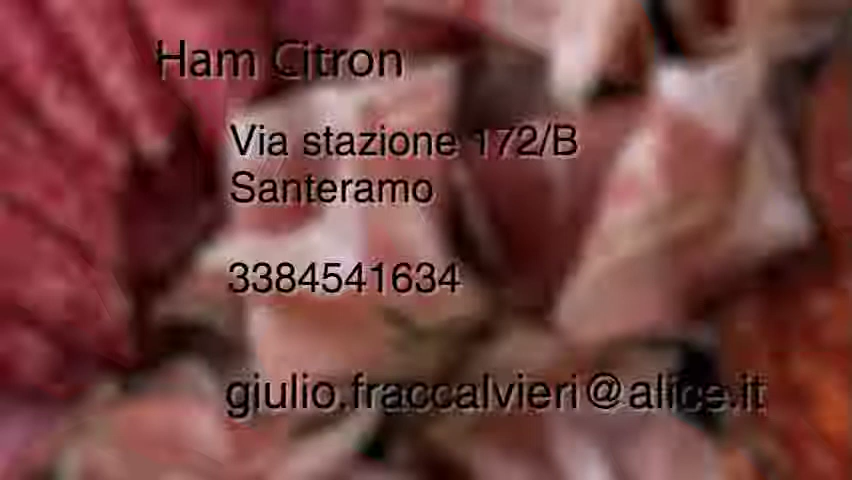 Ham Citron
Via stazione 172/B
Santeramo
3384541634
giulio.fraccalvieri@alice.it